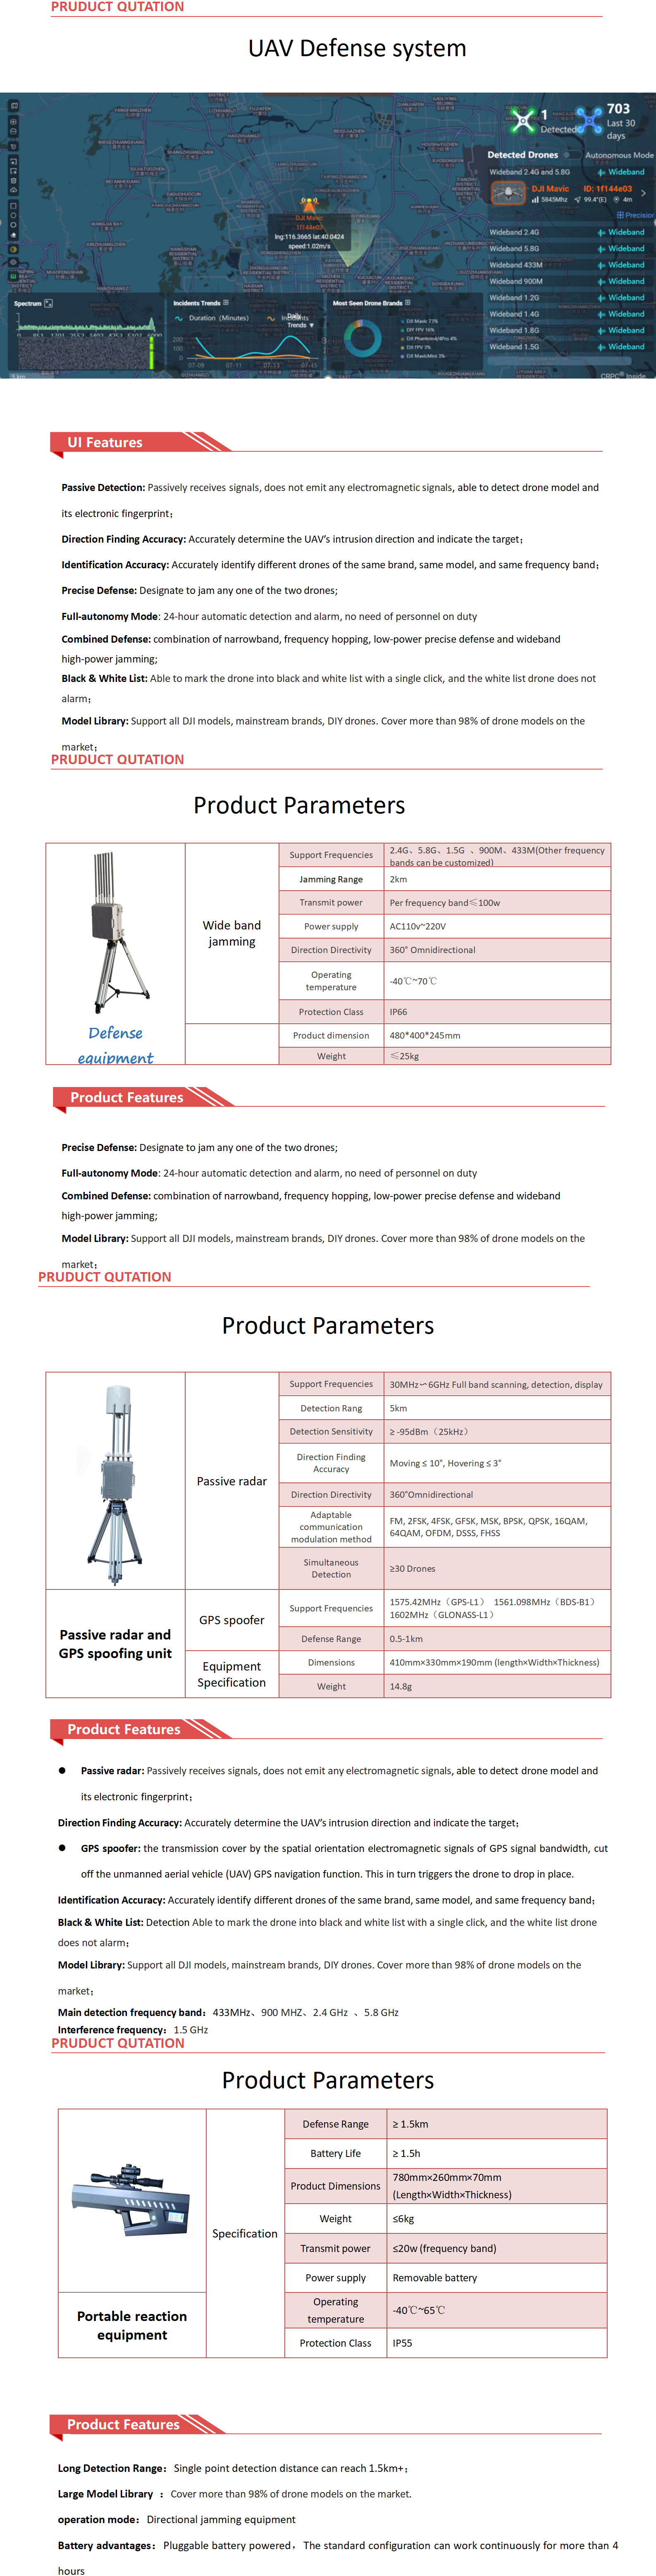 PRUDUCT QUTATION
UAV Defense system
1
Detected
703
Last 30
days
Detected Drones
Autonomous Mode
Wideband 2.4G and 5.8G
Wideband
DJI Mavic
ID: 1f144e03
5845Mhz
99.4°(E)
4m
Precision
DJI Mavic
1f144e03
lng:116.3665 lat:40.0424
speed:1.02m/s
Wideband 2.4G
Wideband
Wideband 5.8G
Wideband
Wideband 433M
Wideband
Wideband 900M
Wideband
Wideband 1.2G
Wideband
Wideband 1.4G
Wideband
Wideband 1.8G
Wideband
Wideband 1.5G
Wideband
Spectrum
Incidents Trends
Duration (Minutes)
Incidents
Daily
Trends
200
100
0
07-09
07-11
07-13
07-15
Most Seen Drone Brands
DJI Mavic 73%
DIY FPV 16%
DJI Phantom4/4Pro 4%
DJI FPV 3%
DJI MavicMini 3%
CRPC® Inside
UI Features
Passive Detection: Passively receives signals, does not emit any electromagnetic signals, able to detect drone model and
its electronic fingerprint；
Direction Finding Accuracy: Accurately determine the UAV's intrusion direction and indicate the target；
Identification Accuracy: Accurately identify different drones of the same brand, same model, and same frequency band；
Precise Defense: Designate to jam any one of the two drones;
Full-autonomy Mode: 24-hour automatic detection and alarm, no need of personnel on duty
Combined Defense: combination of narrowband, frequency hopping, low-power precise defense and wideband
high-power jamming;
Black & White List: Able to mark the drone into black and white list with a single click, and the white list drone does not
alarm；
Model Library: Support all DJI models, mainstream brands, DIY drones. Cover more than 98% of drone models on the
market；
PRUDUCT QUTATION
Product Parameters
Defense
equipment
Wide band
jamming
Support Frequencies
2.4G、5.8G、1.5G 、900M、433M(Other frequency
bands can be customized)
Jamming Range
2km
Transmit power
Per frequency band≤100w
Power supply
AC110v~220V
Direction Directivity
360° Omnidirectional
Operating
temperature
-40℃~70℃
Protection Class
IP66
Product dimension
480*400*245mm
Weight
≤25kg
Product Features
Precise Defense: Designate to jam any one of the two drones;
Full-autonomy Mode: 24-hour automatic detection and alarm, no need of personnel on duty
Combined Defense: combination of narrowband, frequency hopping, low-power precise defense and wideband
high-power jamming;
Model Library: Support all DJI models, mainstream brands, DIY drones. Cover more than 98% of drone models on the
market；
PRUDUCT QUTATION
Product Parameters
Passive radar
Support Frequencies
30MHz～6GHz Full band scanning, detection, display
Detection Rang
5km
Detection Sensitivity
≥ -95dBm（25kHz）
Direction Finding
Accuracy
Moving ≤ 10°, Hovering ≤ 3°
Direction Directivity
360°Omnidirectional
Adaptable
communication
modulation method
FM, 2FSK, 4FSK, GFSK, MSK, BPSK, QPSK, 16QAM,
64QAM, OFDM, DSSS, FHSS
Simultaneous
Detection
≥30 Drones
Passive radar and
GPS spoofing unit
GPS spoofer
Support Frequencies
1575.42MHz（GPS-L1） 1561.098MHz（BDS-B1）
1602MHz（GLONASS-L1）
Defense Range
0.5-1km
Equipment
Specification
Dimensions
410mm×330mm×190mm (length×Width×Thickness)
Weight
14.8g
Product Features
● Passive radar: Passively receives signals, does not emit any electromagnetic signals, able to detect drone model and
its electronic fingerprint；
Direction Finding Accuracy: Accurately determine the UAV's intrusion direction and indicate the target；
● GPS spoofer: the transmission cover by the spatial orientation electromagnetic signals of GPS signal bandwidth, cut
off the unmanned aerial vehicle (UAV) GPS navigation function. This in turn triggers the drone to drop in place.
Identification Accuracy: Accurately identify different drones of the same brand, same model, and same frequency band；
Black & White List: Detection Able to mark the drone into black and white list with a single click, and the white list drone
does not alarm；
Model Library: Support all DJI models, mainstream brands, DIY drones. Cover more than 98% of drone models on the
market；
Main detection frequency band：433MHz、900 MHZ、2.4 GHz 、5.8 GHz
Interference frequency：1.5 GHz
PRUDUCT QUTATION
Product Parameters
Portable reaction
equipment
Specification
Defense Range
≥ 1.5km
Battery Life
≥ 1.5h
Product Dimensions
780mm×260mm×70mm
(Length×Width×Thickness)
Weight
≤6kg
Transmit power
≤20w (frequency band)
Power supply
Removable battery
Operating
temperature
-40℃~65℃
Protection Class
IP55
Product Features
Long Detection Range：Single point detection distance can reach 1.5km+；
Large Model Library ：Cover more than 98% of drone models on the market.
operation mode：Directional jamming equipment
Battery advantages：Pluggable battery powered，The standard configuration can work continuously for more than 4
hours